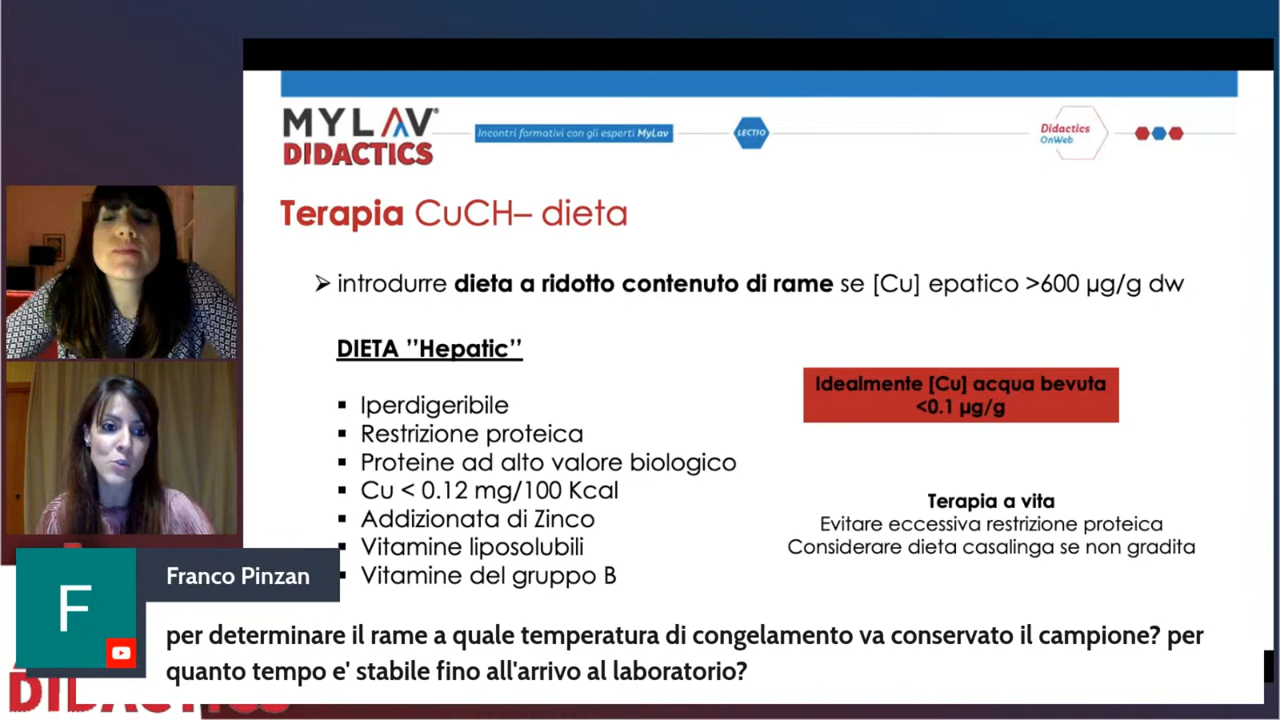 MYLAV®
DIDACTICS
Incontri formativi con gli esperti MyLav
LECTIO
Didactics
OnWeb
Terapia CuCH– dieta
➢ introdurre dieta a ridotto contenuto di rame se [Cu] epatico >600 µg/g dw
DIETA ’’Hepatic’’
▪ Iperdigeribile
▪ Restrizione proteica
▪ Proteine ad alto valore biologico
▪ Cu < 0.12 mg/100 Kcal
▪ Addizionata di Zinco
▪ Vitamine liposolubili
▪ Vitamine del gruppo B
Idealmente [Cu] acqua bevuta
<0.1 µg/g
Terapia a vita
Evitare eccessiva restrizione proteica
Considerare dieta casalinga se non gradita
F
Franco Pinzan
per determinare il rame a quale temperatura di congelamento va conservato il campione? per
quanto tempo e' stabile fino all'arrivo al laboratorio?